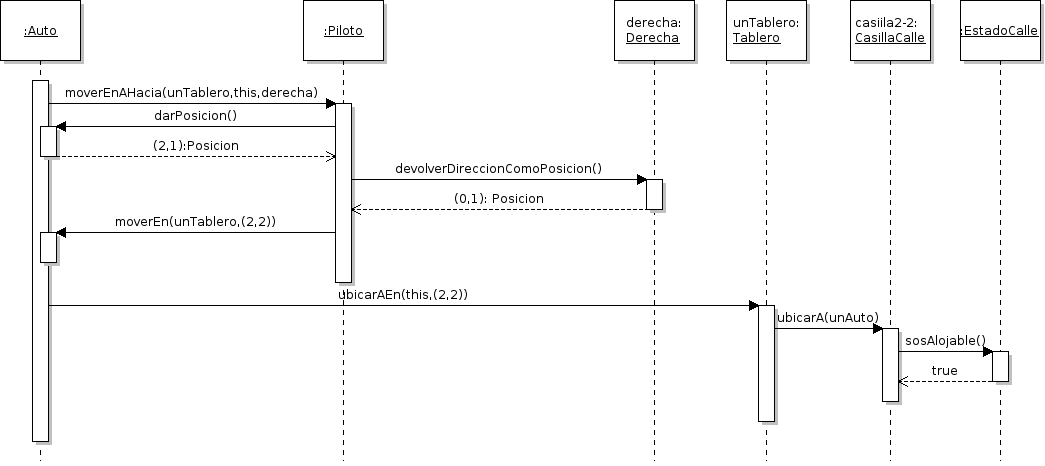 :Auto
:Piloto
derecha:
Derecha
unTablero:
Tablero
casiila2-2:
CasillaCalle
:EstadoCalle
moverEnAHacia(unTablero,this,derecha)
darPosicion()
(2,1):Posicion
devolverDireccionComoPosicion()
(0,1): Posicion
moverEn(unTablero,(2,2))
ubicarAEn(this,(2,2))
ubicarA(unAuto)
sosAlojable()
true